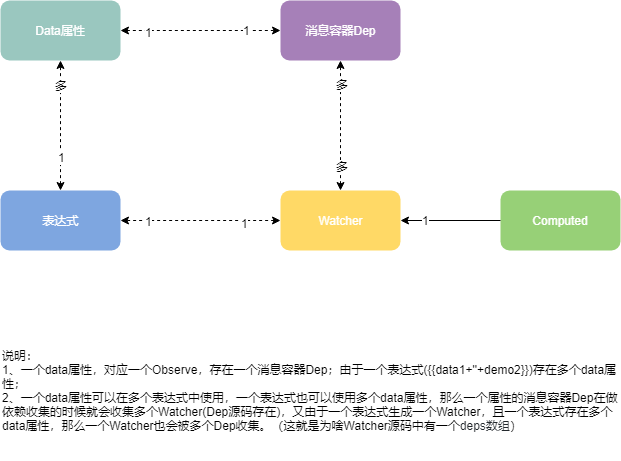 Data属性
1
1
消息容器Dep
多
多
1
多
表达式
1
1
Watcher
1
Computed
说明：
1、一个data属性，对应一个Observe，存在一个消息容器Dep；由于一个表达式({{data1+"+demo2}})存在多个data属
性；
2、一个data属性可以在多个表达式中使用，一个表达式也可以使用多个data属性，那么一个属性的消息容器Dep在做
依赖收集的时候就会收集多个Watcher(Dep源码存在)，又由于一个表达式生成一个Watcher，且一个表达式存在多个
data属性，那么一个Watcher也会被多个Dep收集。（这就是为啥Watcher源码中有一个deps数组）